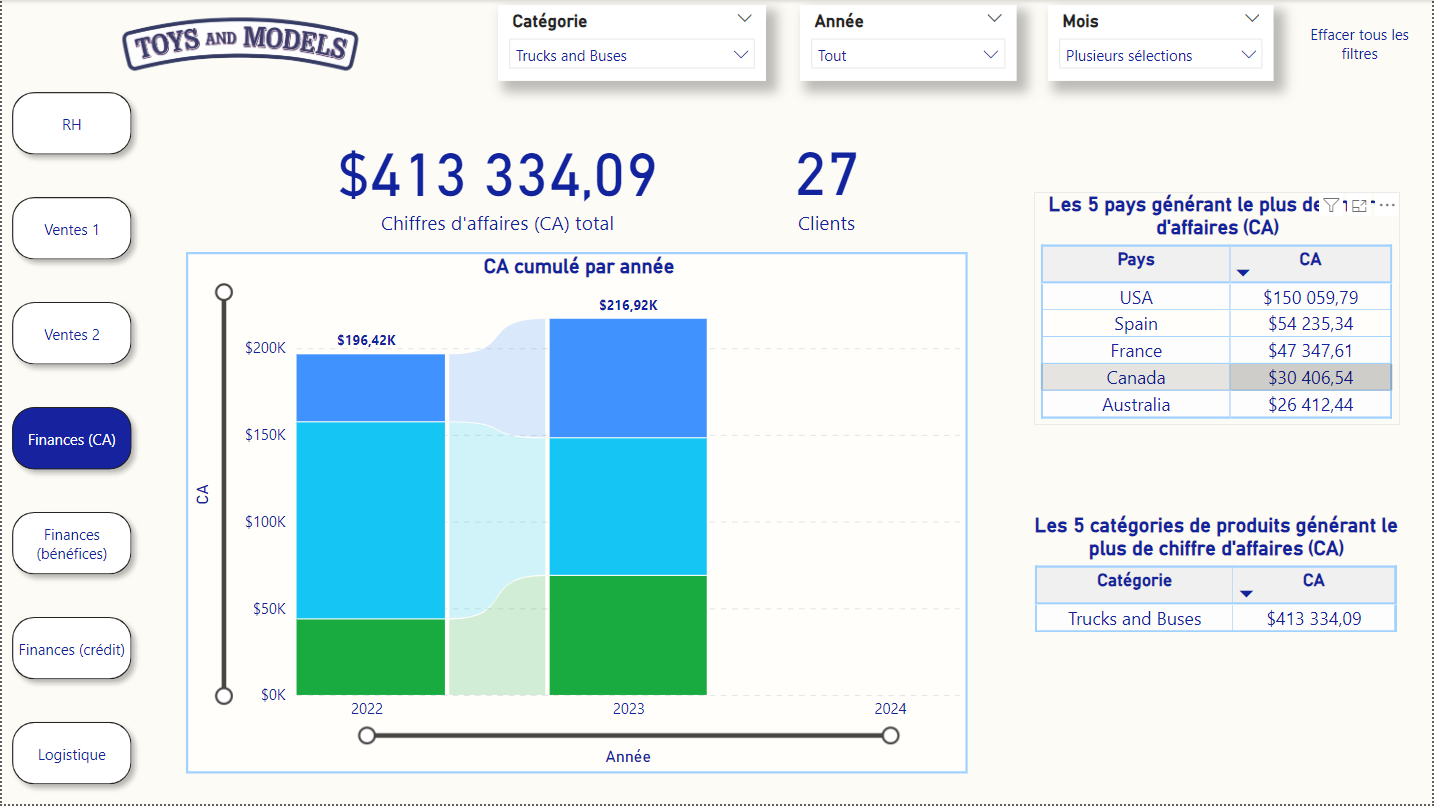 TOYS AND MODELS
Catégorie
Trucks and Buses
Année
Tout
Mois
Plusieurs sélections
Effacer tous les
filtres
RH
Ventes 1
Ventes 2
Finances (CA)
Finances
(bénéfices)
Finances (crédit)
Logistique
$413 334,09
Chiffres d'affaires (CA) total
27
Clients
CA cumulé par année
$196,42K
$216,92K
$200K
$150K
$100K
$50K
$0K
CA
2022
2023
2024
Année
Les 5 pays générant le plus de
d'affaires (CA)
Pays CA
USA $150 059,79
Spain $54 235,34
France $47 347,61
Canada $30 406,54
Australia $26 412,44
Les 5 catégories de produits générant le
plus de chiffre d'affaires (CA)
Catégorie CA
Trucks and Buses $413 334,09